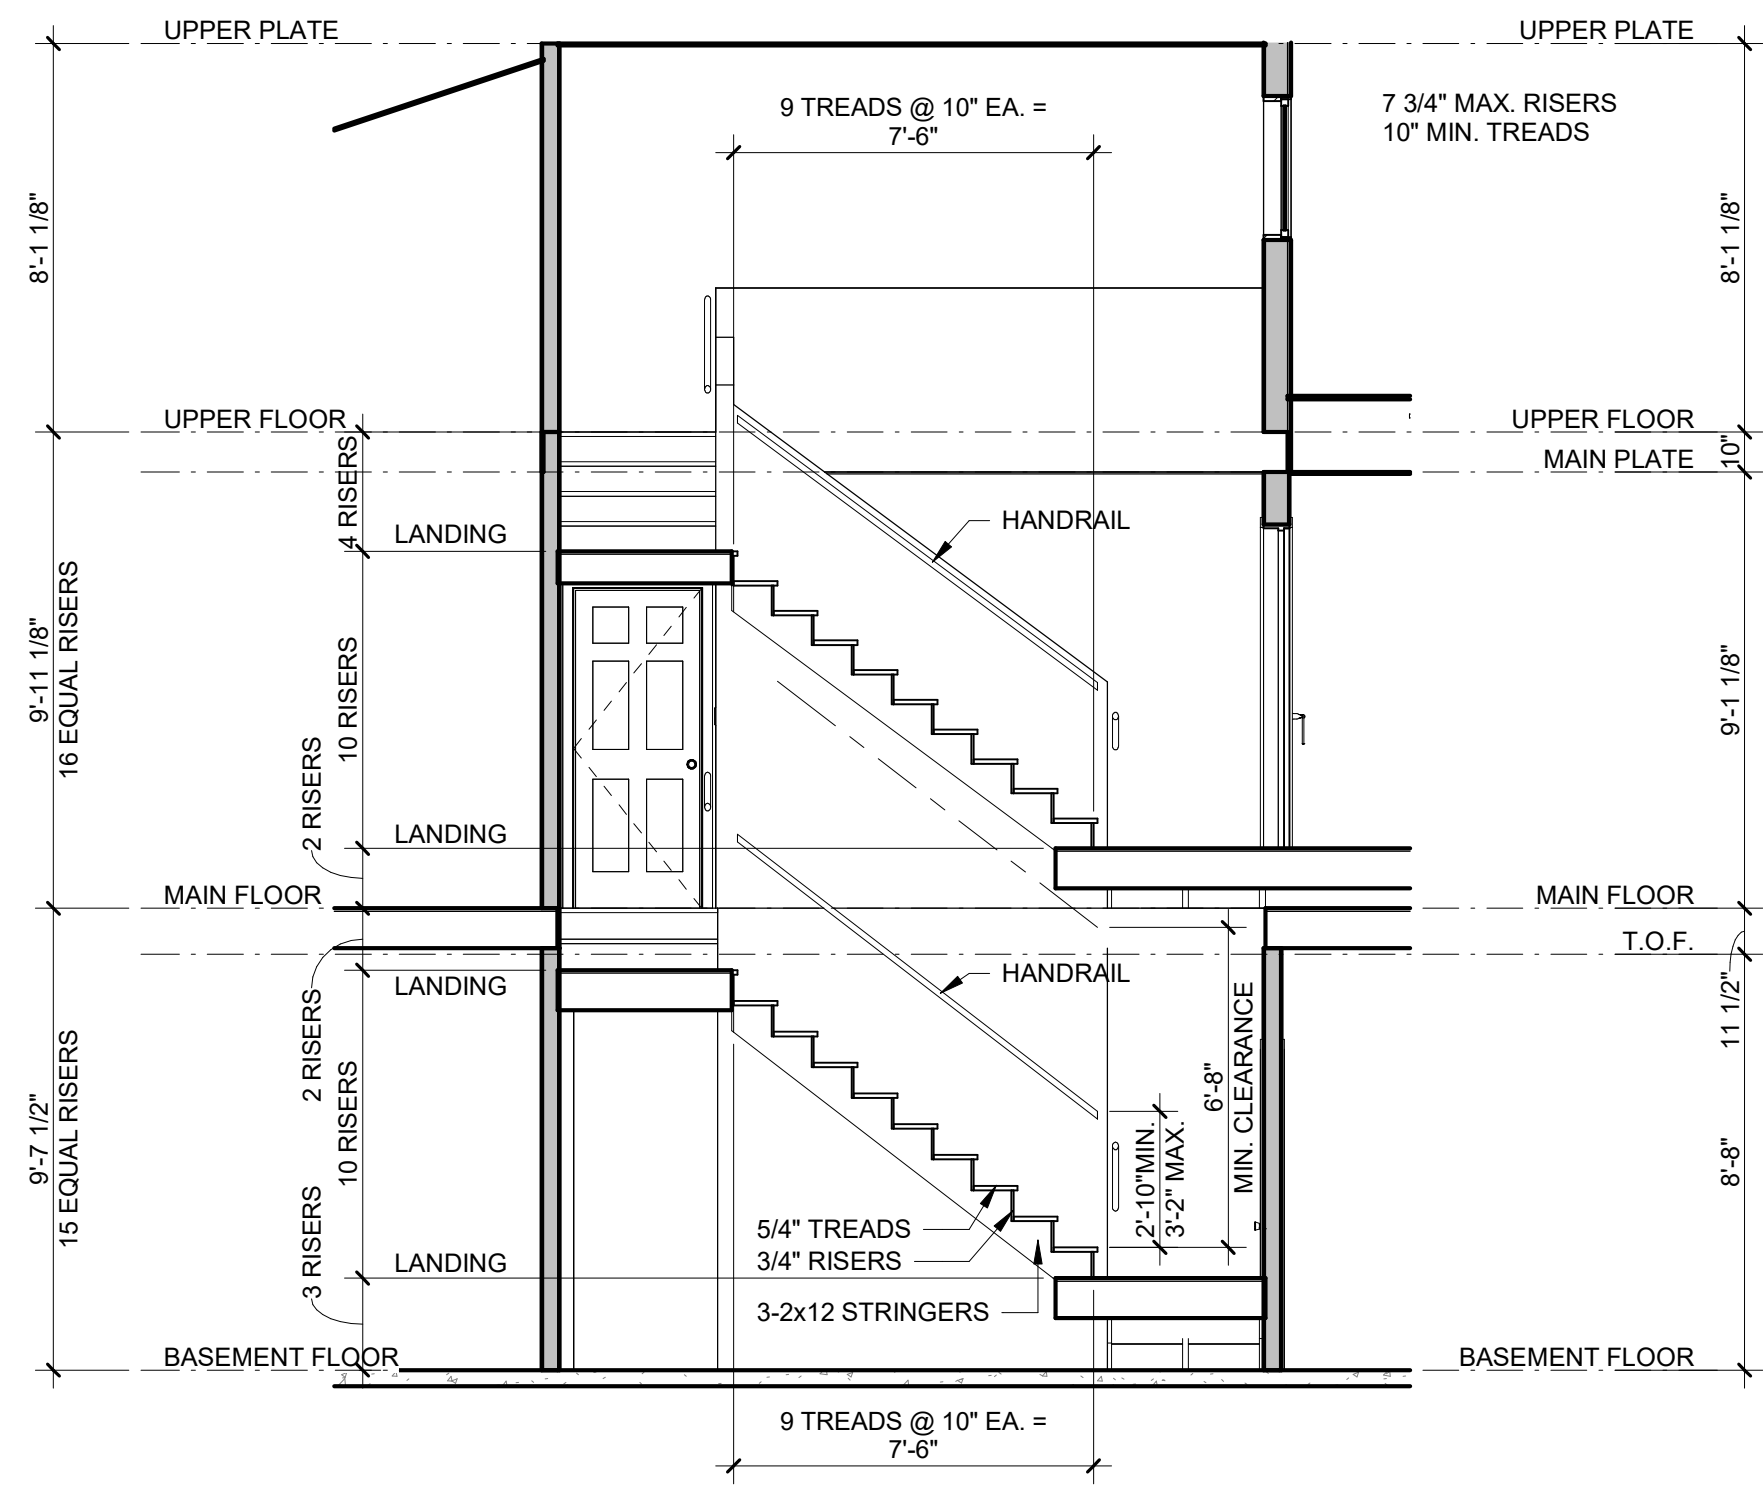 UPPER PLATE
UPPER PLATE
9 TREADS @ 10" EA. =
7'-6"
7 3/4" MAX. RISERS
10" MIN. TREADS
8'-1 1/8"
8'-1 1/8"
UPPER FLOOR
UPPER FLOOR
10"
MAIN PLATE
4 RISERS
LANDING
HANDRAIL
9'-11 1/8"
16 EQUAL RISERS
10 RISERS
9'-1 1/8"
2 RISERS
LANDING
MAIN FLOOR
MAIN FLOOR
T.O.F.
LANDING
HANDRAIL
2 RISERS
11 1/2"
9'-7 1/2"
15 EQUAL RISERS
10 RISERS
6'-8"
MIN. CLEARANCE
2'-10"MIN.
3'-2" MAX.
8'-8"
5/4" TREADS
3/4" RISERS
3 RISERS
LANDING
3-2x12 STRINGERS
BASEMENT FLOOR
BASEMENT FLOOR
9 TREADS @ 10" EA. =
7'-6"